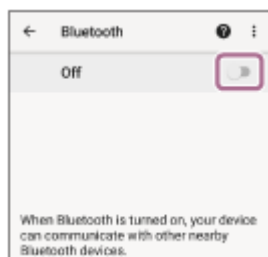 Bluetooth
Off
When Bluetooth is turned on, your device
can communicate with other nearby
Bluetooth devices.